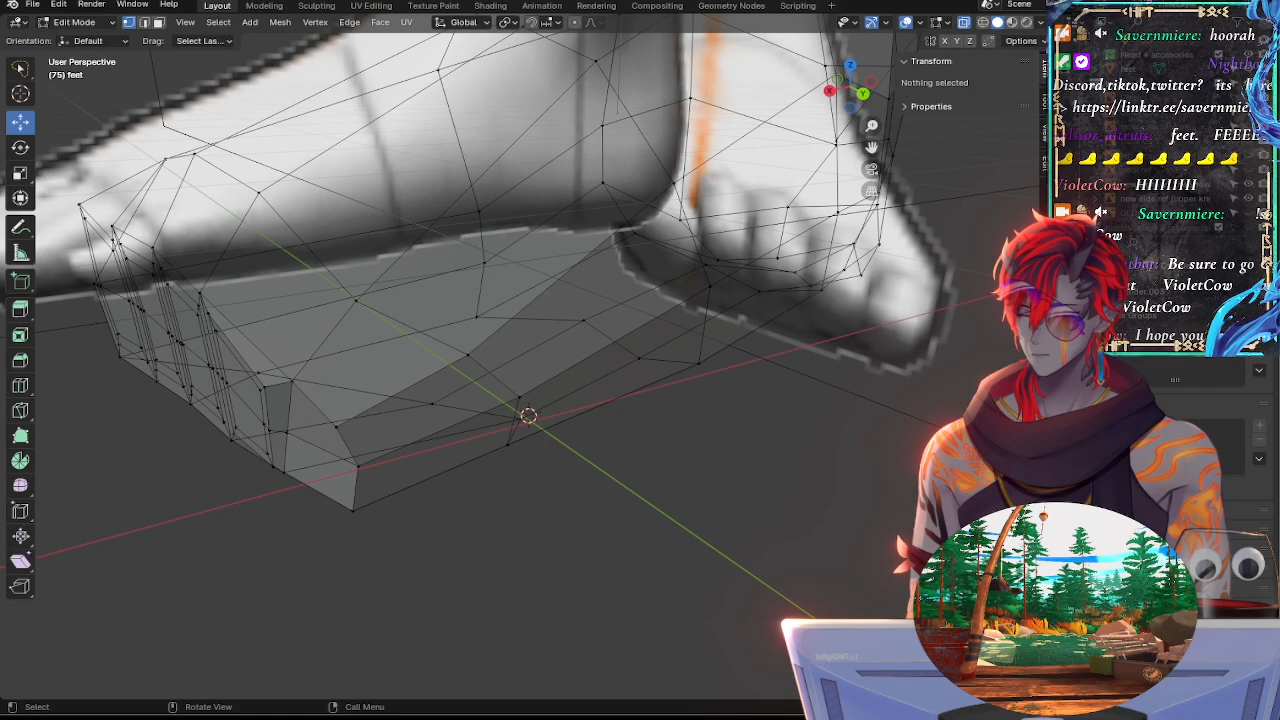 File Edit Render Window Help Layout Modeling Sculpting UV Editing Texture Paint Shading Animation Rendering Compositing Geometry Nodes Scripting + Scene
Edit Mode View Select Add Mesh Vertex Edge Face UV Global
Orientation: Default Drag: Select Las... X Y Z Options
User Perspective
(75) feet
Transform
Nothing selected
Properties
Z
X
Y
Savernmiere: hoorah
Discord,tiktok,twitter? its here
> https://linktr.ee/savernmie
feet. FEEEE
VioletCow: HIIIIIIII
Savernmiere:
Cow
Be sure to go
VioletCow
VioletCow
I hope you
Select Rotate View Call Menu